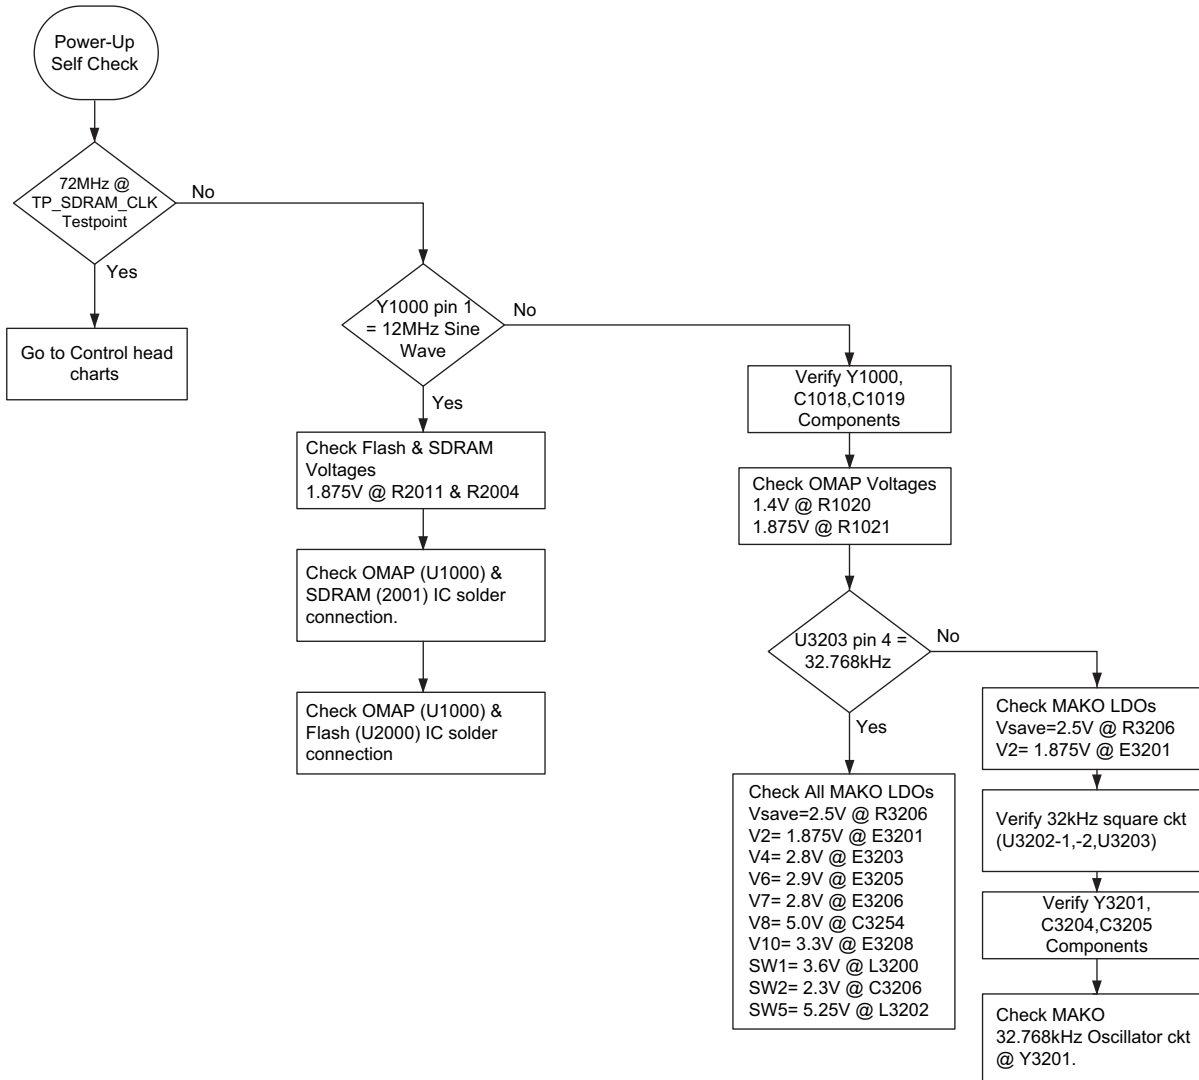 Power-Up
Self Check
72MHz @
TP_SDRAM_CLK
Testpoint
No
Yes
Go to Control head
charts
Y1000 pin 1
= 12MHz Sine
Wave
No
Yes
Check Flash & SDRAM
Voltages
1.875V @ R2011 & R2004
Check OMAP (U1000) &
SDRAM (2001) IC solder
connection.
Check OMAP (U1000) &
Flash (U2000) IC solder
connection
Verify Y1000,
C1018,C1019
Components
Check OMAP Voltages
1.4V @ R1020
1.875V @ R1021
U3203 pin 4 =
32.768kHz
No
Yes
Check All MAKO LDOs
Vsave=2.5V @ R3206
V2= 1.875V @ E3201
V4= 2.8V @ E3203
V6= 2.9V @ E3205
V7= 2.8V @ E3206
V8= 5.0V @ C3254
V10= 3.3V @ E3208
SW1= 3.6V @ L3200
SW2= 2.3V @ C3206
SW5= 5.25V @ L3202
Check MAKO LDOs
Vsave=2.5V @ R3206
V2= 1.875V @ E3201
Verify 32kHz square ckt
(U3202-1,-2,U3203)
Verify Y3201,
C3204,C3205
Components
Check MAKO
32.768kHz Oscillator ckt
@ Y3201.